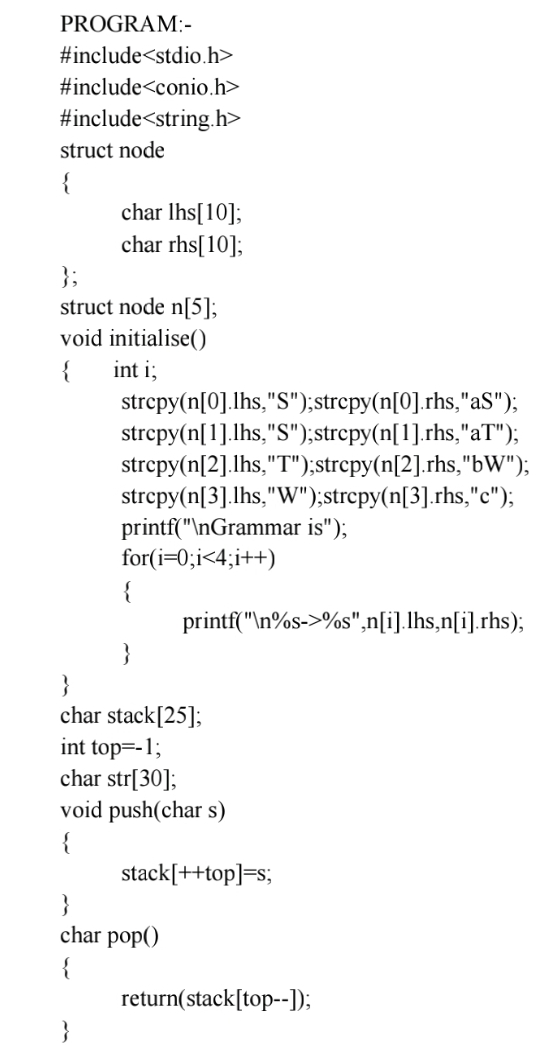 PROGRAM:-
#include<stdio.h>
#include<conio.h>
#include<string.h>
struct node
{
char lhs[10];
char rhs[10];
};
struct node n[5];
void initialise()
{ int i;
strcpy(n[0].lhs,"S");strcpy(n[0].rhs,"aS");
strcpy(n[1].lhs,"S");strcpy(n[1].rhs,"aT");
strcpy(n[2].lhs,"T");strcpy(n[2].rhs,"bW");
strcpy(n[3].lhs,"W");strcpy(n[3].rhs,"c");
printf("\nGrammar is");
for(i=0;i<4;i++)
{
printf("\n%s->%s",n[i].lhs,n[i].rhs);
}
}
char stack[25];
int top=-1;
char str[30];
void push(char s)
{
stack[++top]=s;
}
char pop()
{
return(stack[top--]);
}